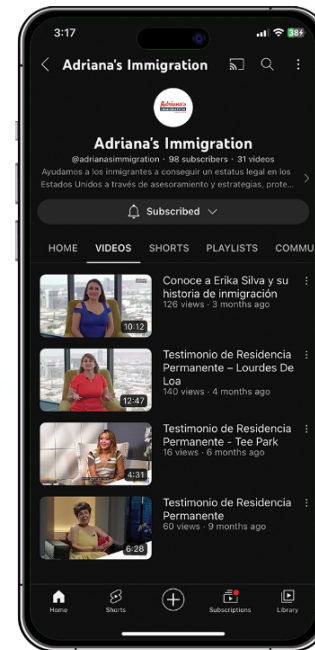 3:17
38
Adriana's Immigration
Adriana's
Adriana's Immigration
@adrianasimmigration · 98 subscribers · 31 videos
Ayudamos a los inmigrantes a conseguir un estatus legal en los
Estados Unidos a través de asesoramiento y estrategias, prote...
Subscribed
HOME VIDEOS SHORTS PLAYLISTS COMMU
Conoce a Erika Silva y su
historia de inmigración
126 views · 3 months ago
10:12
Testimonio de Residencia
Permanente – Lourdes De
Loa
140 views · 4 months ago
12:47
Testimonio de Residencia
Permanente - Tee Park
16 views · 6 months ago
4:31
Testimonio de Residencia
Permanente
60 views · 9 months ago
6:28
Home Shorts Subscriptions Library